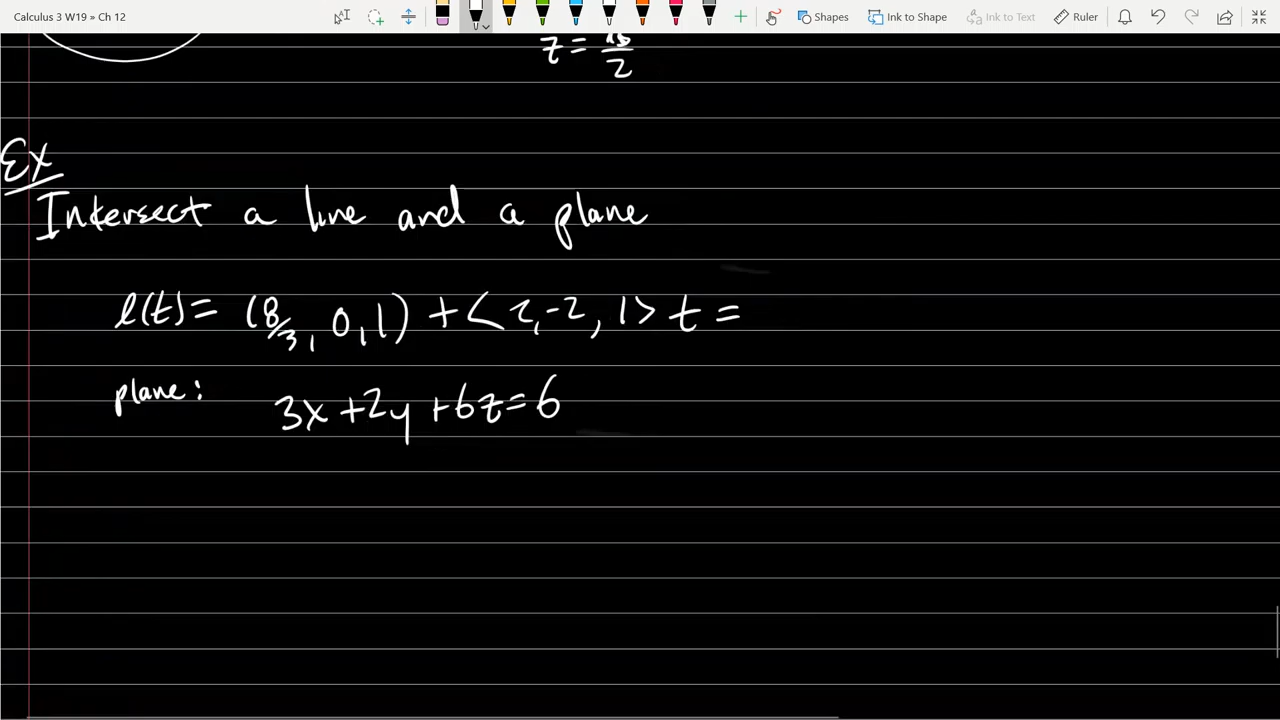 Calculus 3 W19 » Ch 12
Shapes
Ink to Shape
Ink to Text
Ruler
z = /2
Ex
Intersect a line and a plane
l(t) = (8/3, 0, 1) + <2, -2, 1> t =
plane: 3x + 2y + 6z = 6